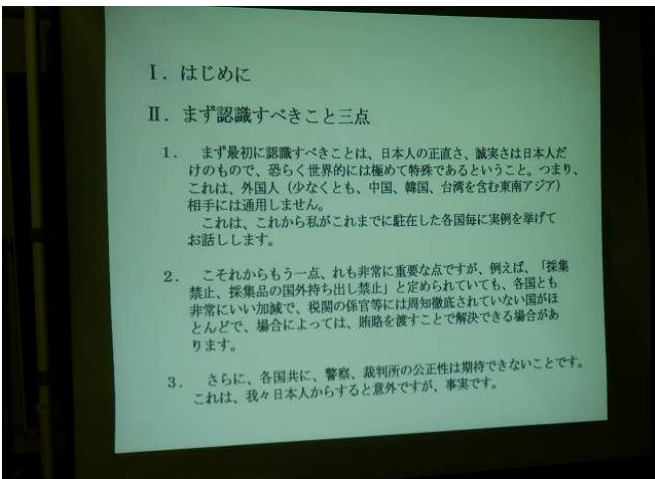 I．はじめに
II．まず認識すべきこと三点
1．　まず最初に認識すべきことは、日本人の正直さ、誠実さは日本人だ
けのもので、恐らく世界的には極めて特殊であるということ。つまり、
これは、外国人（少なくとも、中国、韓国、台湾を含む東南アジア）
相手には通用しません。
これは、これから私がこれまでに駐在した各国毎に実例を挙げて
お話しします。
2．　こそれからもう一点、れも非常に重要な点ですが、例えば、「採集
禁止、採集品の国外持ち出し禁止」と定められていても、各国とも
非常にいい加減で、税関の係官等には周知徹底されていない国がほ
とんどで、場合によっては、賄賂を渡すことで解決できる場合があ
ります。
3．　さらに、各国共に、警察、裁判所の公正性は期待できないことです。
これは、我々日本人からすると意外ですが、事実です。